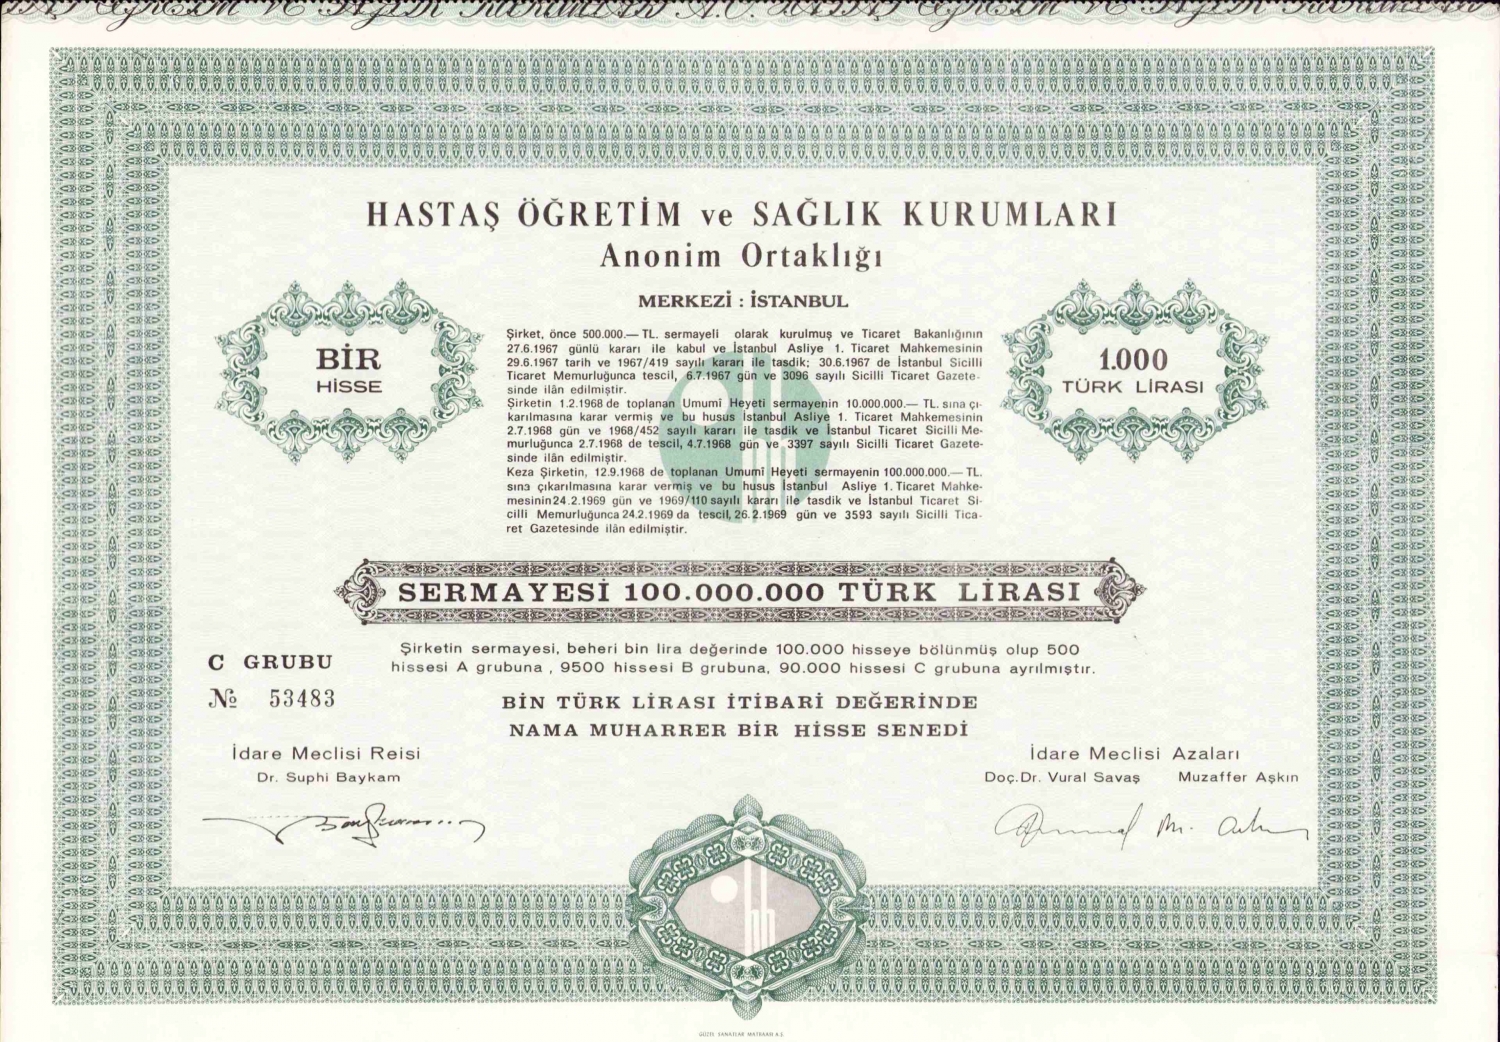 HASTAŞ ÖĞRETİM ve SAĞLIK KURUMLARI
Anonim Ortaklığı
MERKEZİ : İSTANBUL
BİR
HİSSE
1.000
TÜRK LİRASI
Şirket, önce 500.000.— TL. sermayeli olarak kurulmuş ve Ticaret Bakanlığının
27.6.1967 günlü kararı ile kabul ve İstanbul Asliye 1. Ticaret Mahkemesinin
29.6.1967 tarih ve 1967/419 sayılı kararı ile tasdik; 30.6.1967 de İstanbul Sicilli
Ticaret Memurluğunca tescil, 6.7.1967 gün ve 3096 sayılı Sicilli Ticaret Gazete-
sinde ilân edilmiştir.
Şirketin 1.2.1968 de toplanan Umumî Heyeti sermayenin 10.000.000.— TL. sına çı-
karılmasına karar vermiş ve bu husus İstanbul Asliye 1. Ticaret Mahkemesinin
2.7.1968 gün ve 1968/452 sayılı kararı ile tasdik ve İstanbul Ticaret Sicilli Me-
murluğunca 2.7.1968 de tescil, 4.7.1968 gün ve 3397 sayılı Sicilli Ticaret Gazete-
sinde ilân edilmiştir.
Keza Şirketin, 12.9.1968 de toplanan Umumî Heyeti sermayenin 100.000.000.— TL.
sına çıkarılmasına karar vermiş ve bu husus İstanbul Asliye 1. Ticaret Mahke-
mesinin 24.2.1969 gün ve 1969/110 sayılı kararı ile tasdik ve İstanbul Ticaret Si-
cilli Memurluğunca 24.2.1969 da tescil, 26.2.1969 gün ve 3593 sayılı Sicilli Tica-
ret Gazetesinde ilân edilmiştir.
SERMAYESİ 100.000.000 TÜRK LİRASI
Şirketin sermayesi, beheri bin lira değerinde 100.000 hisseye bölünmüş olup 500
hissesi A grubuna , 9500 hissesi B grubuna, 90.000 hissesi C grubuna ayrılmıştır.
C GRUBU
№ 53483
BİN TÜRK LİRASI İTİBARİ DEĞERİNDE
NAMA MUHARRER BİR HİSSE SENEDİ
İdare Meclisi Reisi
Dr. Suphi Baykam
İdare Meclisi Azaları
Doç.Dr. Vural Savaş Muzaffer Aşkın
GÜZEL SANATLAR MATBAASI A.Ş.